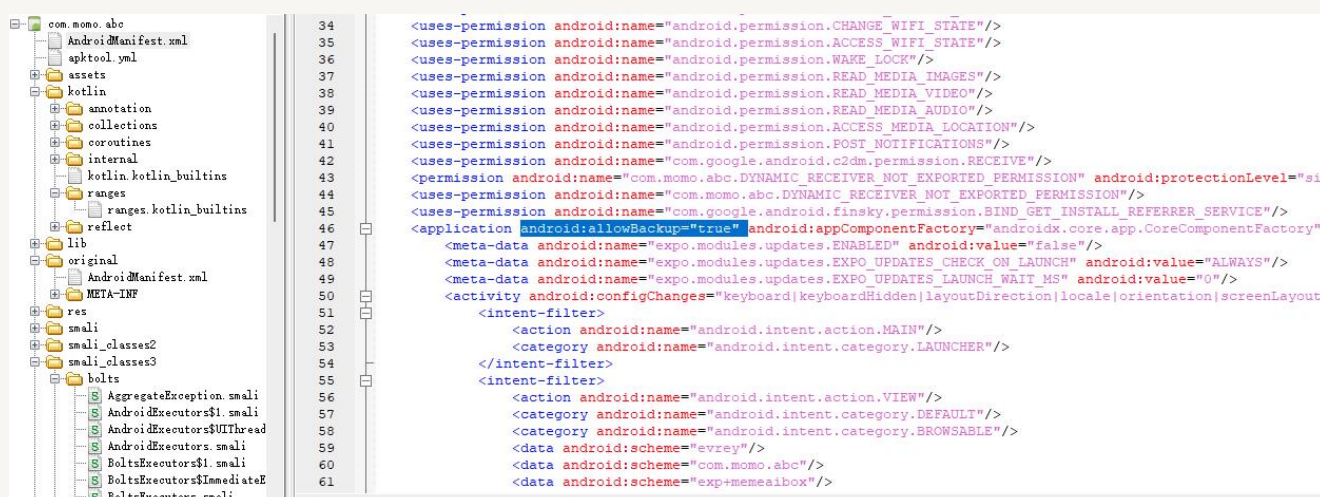 com.momo.abc
AndroidManifest.xml
apktool.yml
assets
kotlin
annotation
collections
coroutines
internal
kotlin.kotlin_builtins
ranges
ranges.kotlin_builtins
reflect
lib
original
AndroidManifest.xml
META-INF
res
smali
smali_classes2
smali_classes3
bolts
AggregateException.smali
AndroidExecutors$1.smali
AndroidExecutors$UIThread
AndroidExecutors.smali
BoltsExecutors$1.smali
BoltsExecutors$ImmediateE
BoltsExecutors.smali
34 <uses-permission android:name="android.permission.CHANGE_WIFI_STATE"/>
35 <uses-permission android:name="android.permission.ACCESS_WIFI_STATE"/>
36 <uses-permission android:name="android.permission.WAKE_LOCK"/>
37 <uses-permission android:name="android.permission.READ_MEDIA_IMAGES"/>
38 <uses-permission android:name="android.permission.READ_MEDIA_VIDEO"/>
39 <uses-permission android:name="android.permission.READ_MEDIA_AUDIO"/>
40 <uses-permission android:name="android.permission.ACCESS_MEDIA_LOCATION"/>
41 <uses-permission android:name="android.permission.POST_NOTIFICATIONS"/>
42 <uses-permission android:name="com.google.android.c2dm.permission.RECEIVE"/>
43 <permission android:name="com.momo.abc.DYNAMIC_RECEIVER_NOT_EXPORTED_PERMISSION" android:protectionLevel="si
44 <uses-permission android:name="com.momo.abc.DYNAMIC_RECEIVER_NOT_EXPORTED_PERMISSION"/>
45 <uses-permission android:name="com.google.android.finsky.permission.BIND_GET_INSTALL_REFERRER_SERVICE"/>
46 <application android:allowBackup="true" android:appComponentFactory="androidx.core.app.CoreComponentFactory"
47 <meta-data android:name="expo.modules.updates.ENABLED" android:value="false"/>
48 <meta-data android:name="expo.modules.updates.EXPO_UPDATES_CHECK_ON_LAUNCH" android:value="ALWAYS"/>
49 <meta-data android:name="expo.modules.updates.EXPO_UPDATES_LAUNCH_WAIT_MS" android:value="0"/>
50 <activity android:configChanges="keyboard|keyboardHidden|layoutDirection|locale|orientation|screenLayout
51 <intent-filter>
52 <action android:name="android.intent.action.MAIN"/>
53 <category android:name="android.intent.category.LAUNCHER"/>
54 </intent-filter>
55 <intent-filter>
56 <action android:name="android.intent.action.VIEW"/>
57 <category android:name="android.intent.category.DEFAULT"/>
58 <category android:name="android.intent.category.BROWSABLE"/>
59 <data android:scheme="evrey"/>
60 <data android:scheme="com.momo.abc"/>
61 <data android:scheme="exp+memeaibox"/>